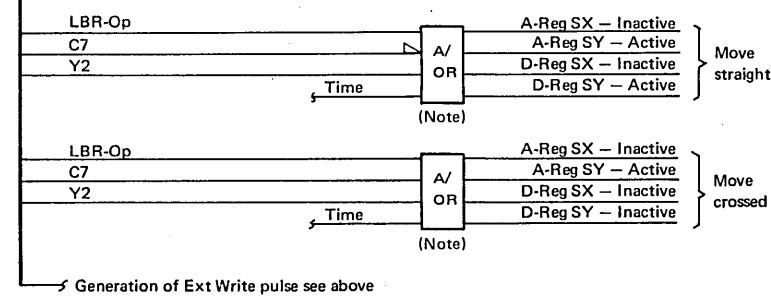 LBR-Op
C7
Y2
Time
A/
OR
(Note)
A-Reg SX — Inactive
A-Reg SY — Active
D-Reg SX — Inactive
D-Reg SY — Active
Move
straight
LBR-Op
C7
Y2
Time
A/
OR
(Note)
A-Reg SX — Inactive
A-Reg SY — Active
D-Reg SX — Inactive
D-Reg SY — Inactive
Move
crossed
Generation of Ext Write pulse see above